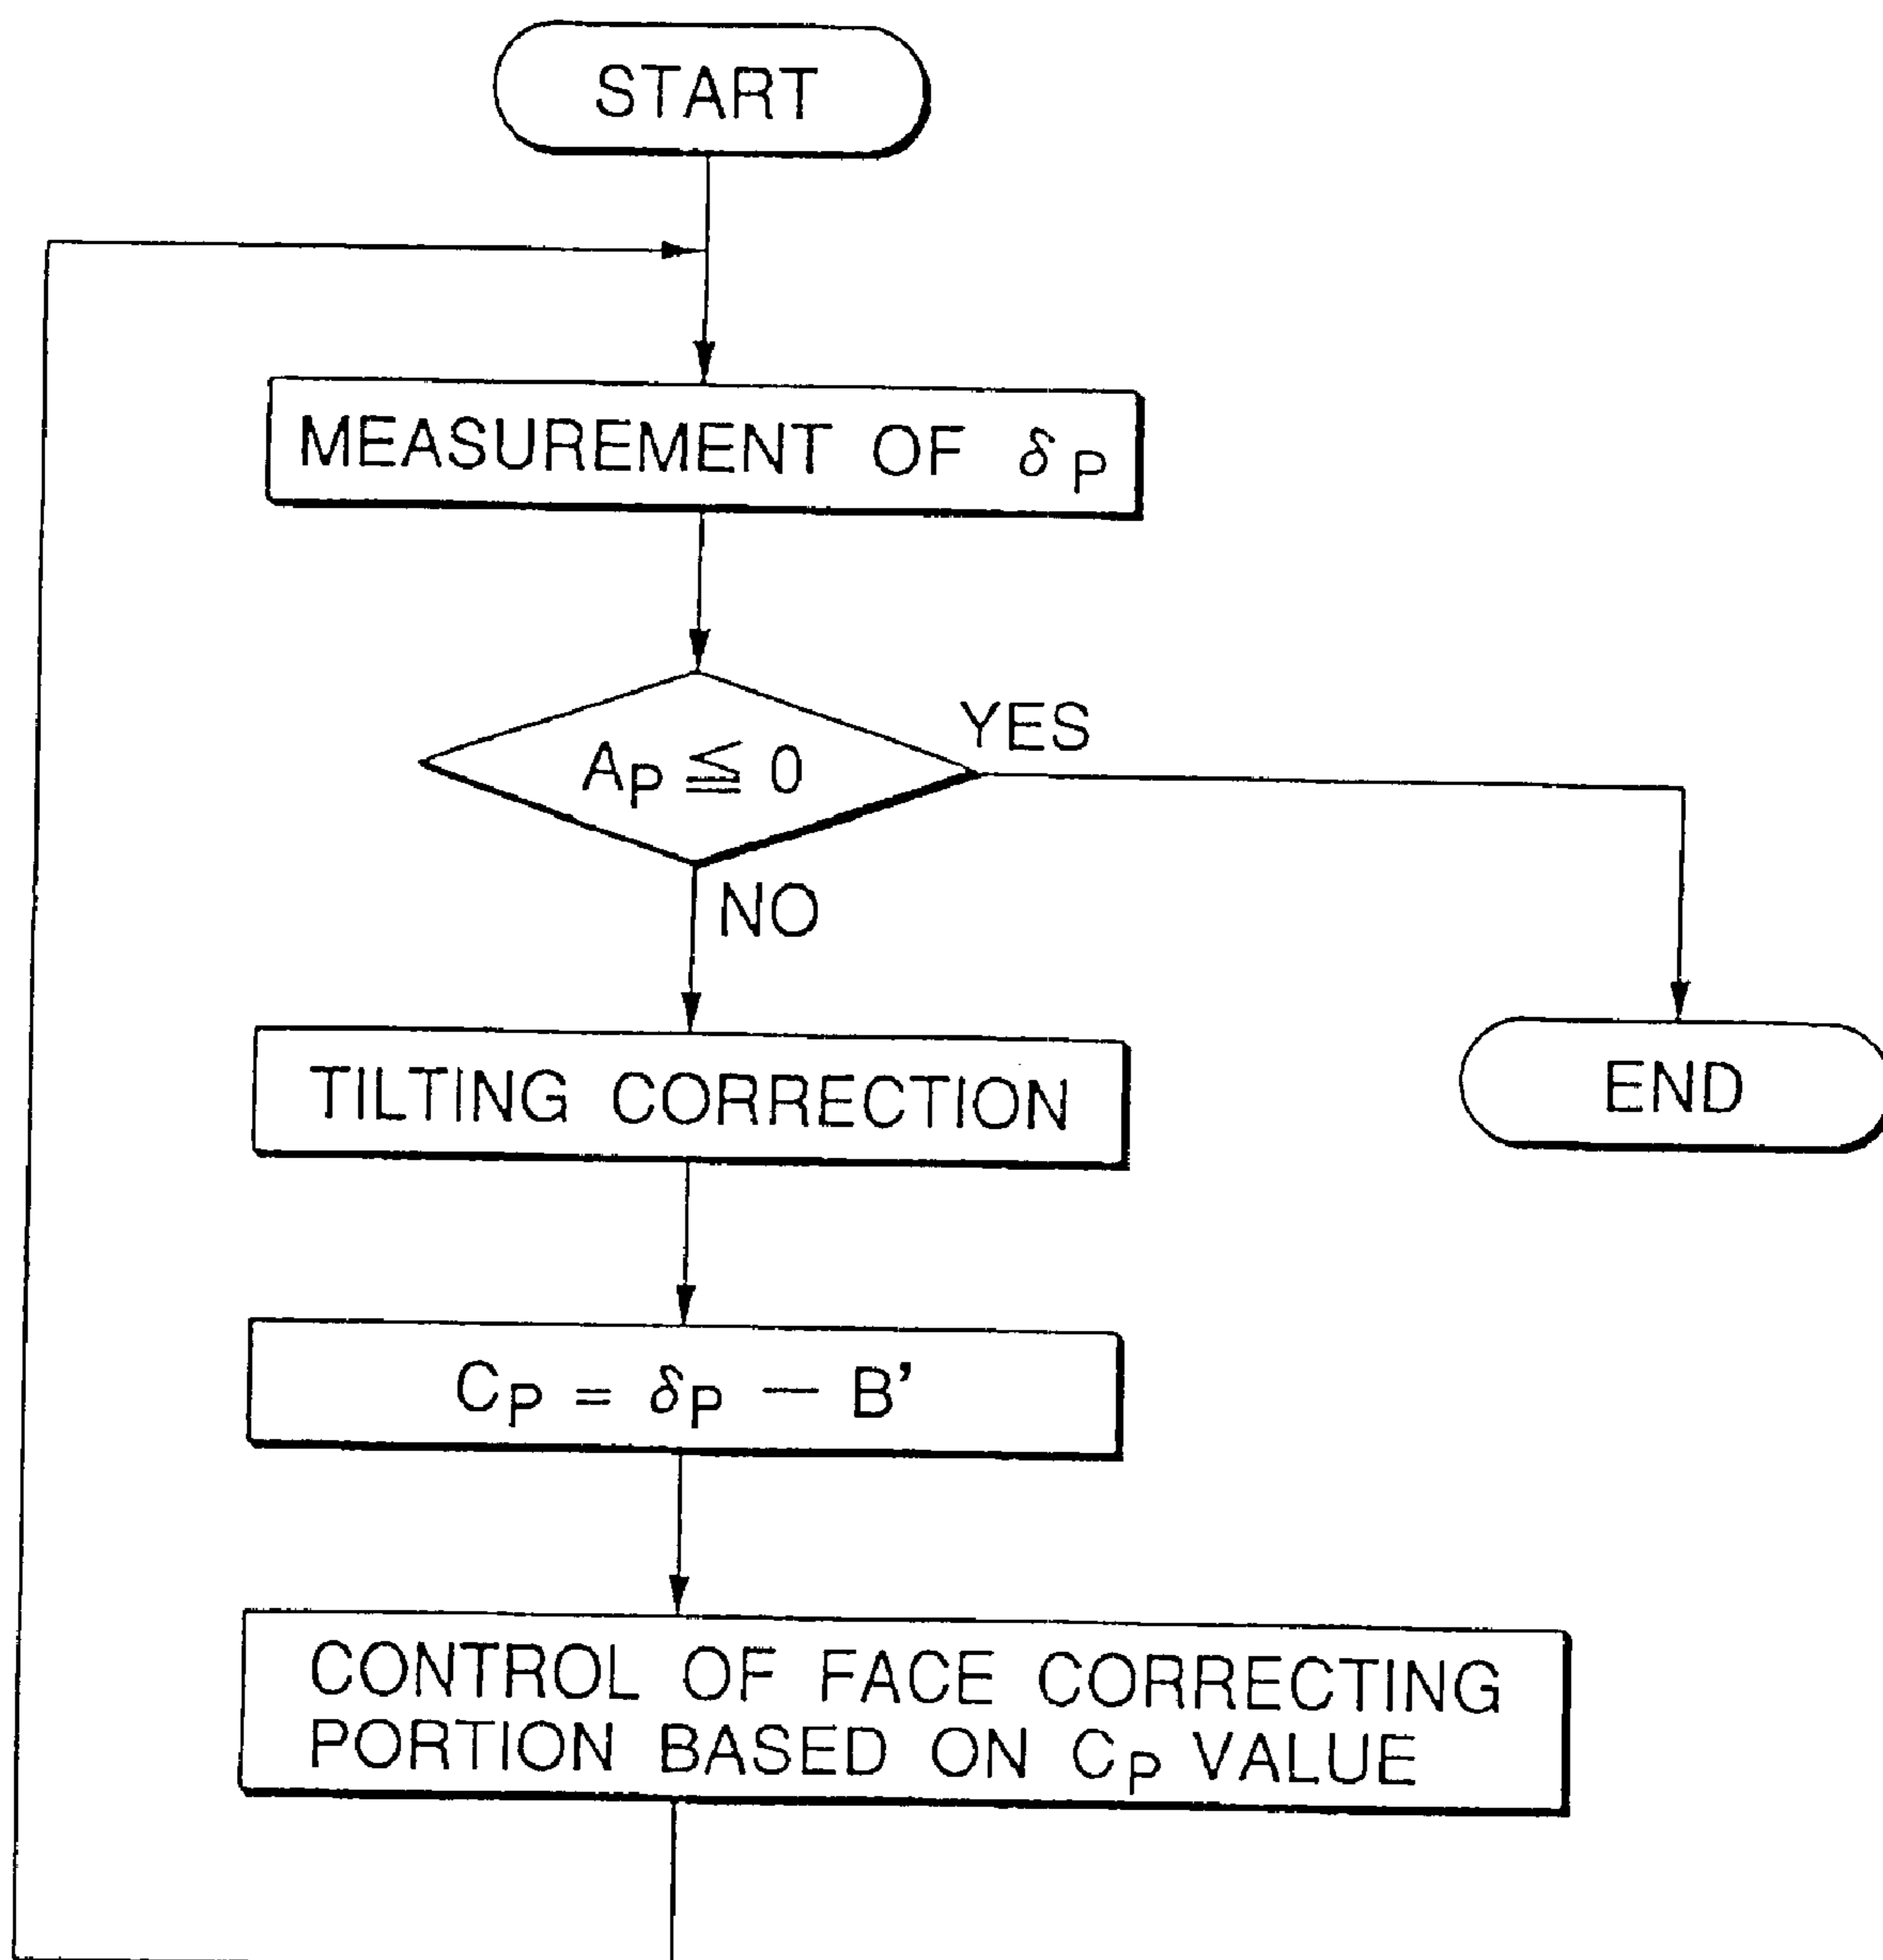 START
MEASUREMENT OF δP
AP ≦ 0
YES
NO
TILTING CORRECTION
END
CP = δP — B'
CONTROL OF FACE CORRECTING
PORTION BASED ON CP VALUE